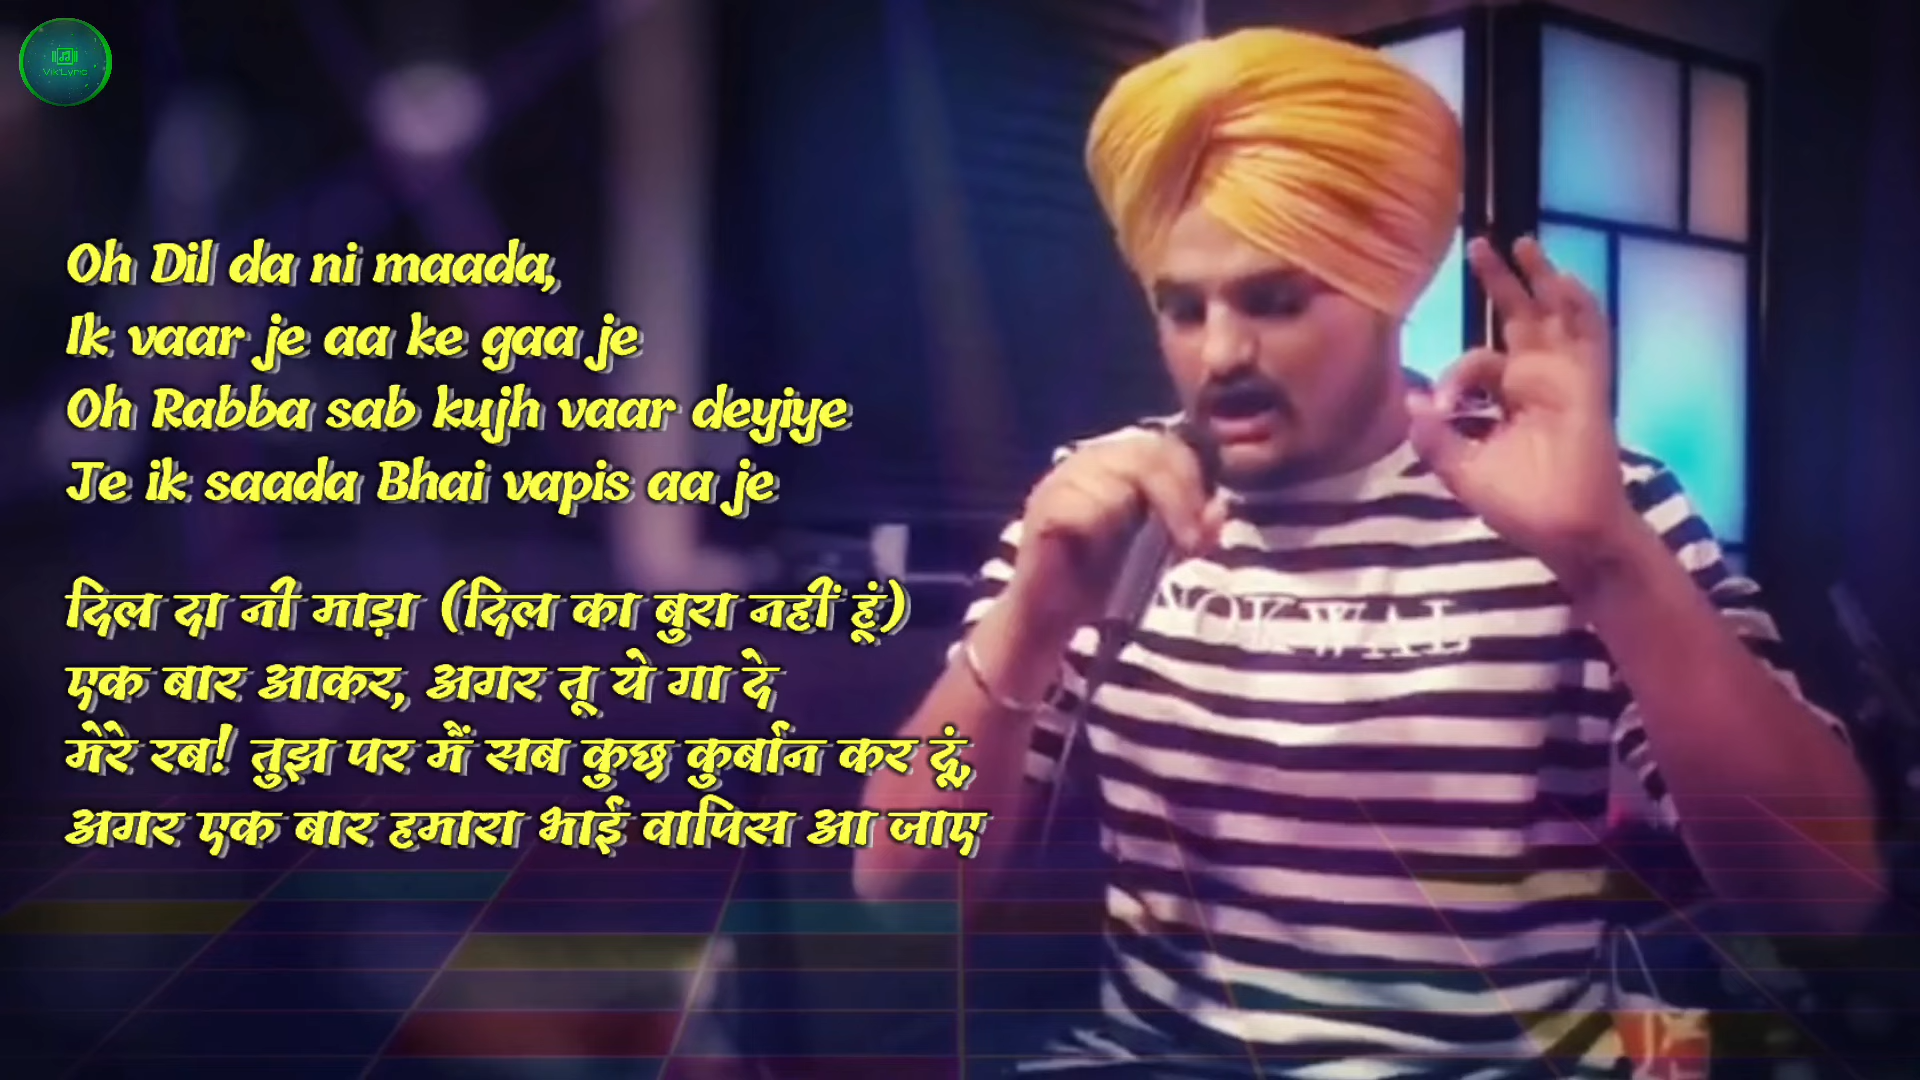 VikLyric
Oh Dil da ni maada,
Ik vaar je aa ke gaa je
Oh Rabba sab kujh vaar deyiye
Je ik saada Bhai vapis aa je
दिल दा नी माड़ा (दिल का बुरा नहीं हूं)
एक बार आकर, अगर तू ये गा दे
मेरे रब! तुझ पर मैं सब कुछ कुर्बान कर दूं,
अगर एक बार हमारा भाई वापिस आ जाए